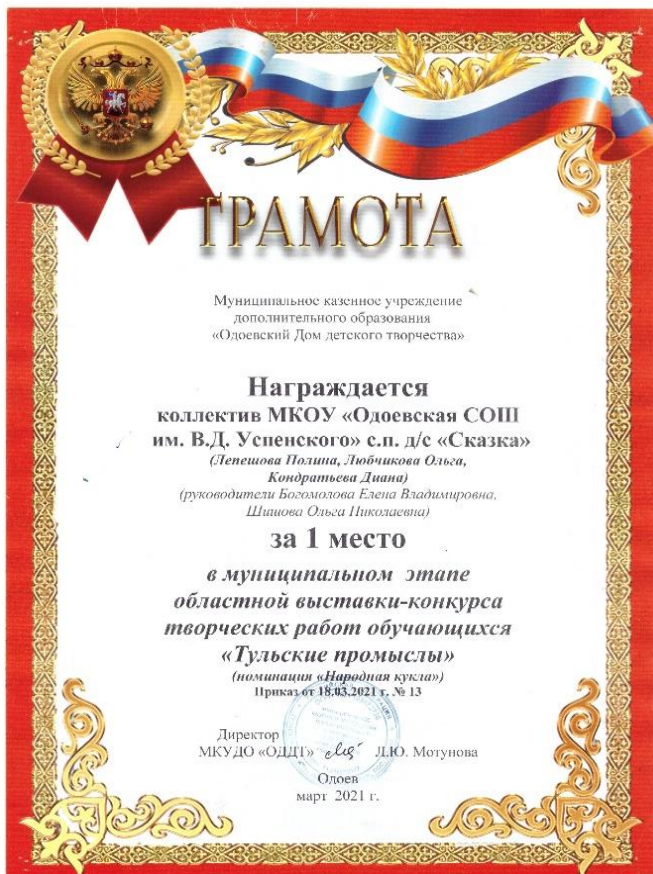 ГРАМОТА
Муниципальное казенное учреждение
дополнительного образования
«Одоевский Дом детского творчества»
Награждается
коллектив МКОУ «Одоевская СОШ
им. В.Д. Успенского» с.п. д/с «Сказка»
(Лепешова Полина, Любчикова Ольга,
Кондратьева Диана)
(руководители Богомолова Елена Владимировна,
Шишова Ольга Николаевна)
за 1 место
в муниципальном этапе
областной выставки-конкурса
творческих работ обучающихся
«Тульские промыслы»
(номинация «Народная кукла»)
Приказ от 18.03.2021 г. № 13
Директор
МКУДО «ОДДТ» Л.Ю. Мотунова
Одоев
март 2021 г.